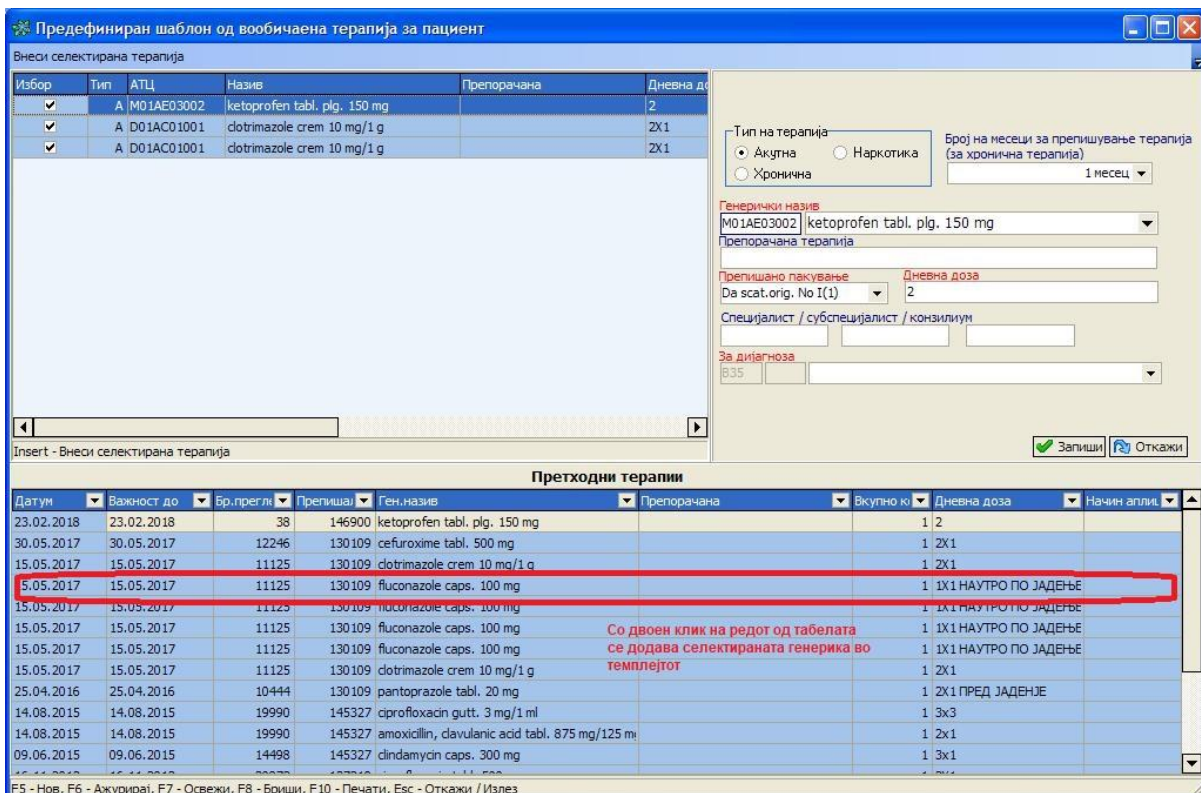 Предефиниран шаблон од вообичаена терапија за пациент
Внеси селектирана терапија
Избор Тип АТЦ Назив Препорачана Дневна до
A M01AE03002 ketoprofen tabl. plg. 150 mg 2
A D01AC01001 clotrimazole crem 10 mg/1 g 2X1
A D01AC01001 clotrimazole crem 10 mg/1 g 2X1
Insert - Внеси селектирана терапија
Тип на терапија
Акутна Наркотика
Хронична
Број на месеци за препишување терапија
(за хронична терапија)
1 месец
Генерички назив
M01AE03002 ketoprofen tabl. plg. 150 mg
Препорачана терапија
Препишано пакување Дневна доза
Da scat.orig. No I(1) 2
Специјалист / субспецијалист / конзилиум
За дијагноза
B35
Запиши Откажи
Претходни терапии
Датум Важност до Бр.прегле Препишал Ген.назив Препорачана Вкупно ко Дневна доза Начин аплиц
23.02.2018 23.02.2018 38 146900 ketoprofen tabl. plg. 150 mg 1 2
30.05.2017 30.05.2017 12246 130109 cefuroxime tabl. 500 mg 1 2X1
15.05.2017 15.05.2017 11125 130109 clotrimazole crem 10 mg/1 g 1 2X1
5.05.2017 15.05.2017 11125 130109 fluconazole caps. 100 mg 1 1X1 НАУТРО ПО ЈАДЕЊЕ
15.05.2017 15.05.2017 11125 130109 fluconazole caps. 100 mg 1 1X1 НАУТРО ПО ЈАДЕЊЕ
15.05.2017 15.05.2017 11125 130109 fluconazole caps. 100 mg 1 1X1 НАУТРО ПО ЈАДЕЊЕ
15.05.2017 15.05.2017 11125 130109 fluconazole caps. 100 mg 1 1X1 НАУТРО ПО ЈАДЕЊЕ
15.05.2017 15.05.2017 11125 130109 clotrimazole crem 10 mg/1 g 1 2X1
25.04.2016 25.04.2016 10444 130109 pantoprazole tabl. 20 mg 1 2X1 ПРЕД ЈАДЕЊЕ
14.08.2015 14.08.2015 19990 145327 ciprofloxacin gutt. 3 mg/1 ml 1 3x3
14.08.2015 14.08.2015 19990 145327 amoxicillin, clavulanic acid tabl. 875 mg/125 m 1 2x1
09.06.2015 09.06.2015 14498 145327 clindamycin caps. 300 mg 1 3x1
Со двоен клик на редот од табелата
се додава селектираната генерика во
темплејтот
F5 - Нов, F6 - Ажурирај, F7 - Освежи, F8 - Бриши, F10 - Печати, Esc - Откажи / Излез